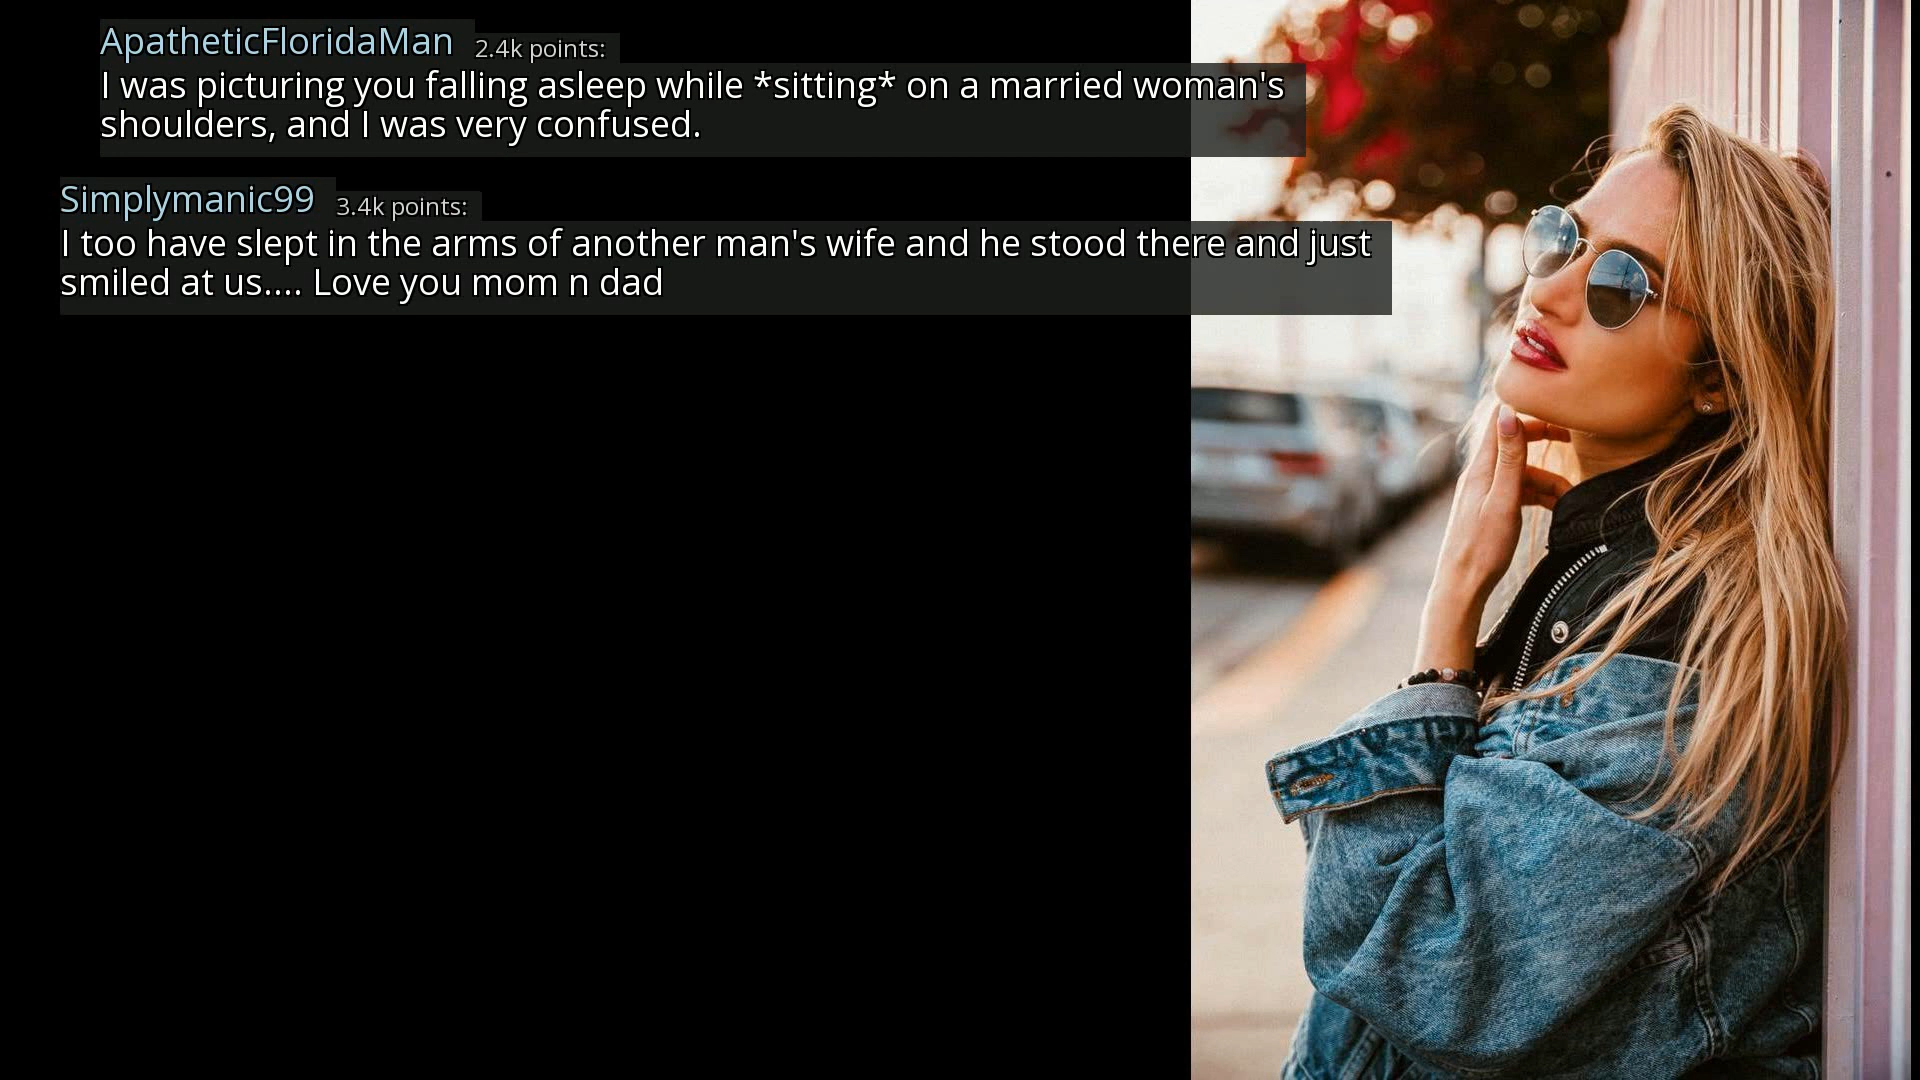 ApatheticFloridaMan 2.4k points:
I was picturing you falling asleep while *sitting* on a married woman's
shoulders, and I was very confused.
Simplymanic99 3.4k points:
I too have slept in the arms of another man's wife and he stood there and just
smiled at us.... Love you mom n dad